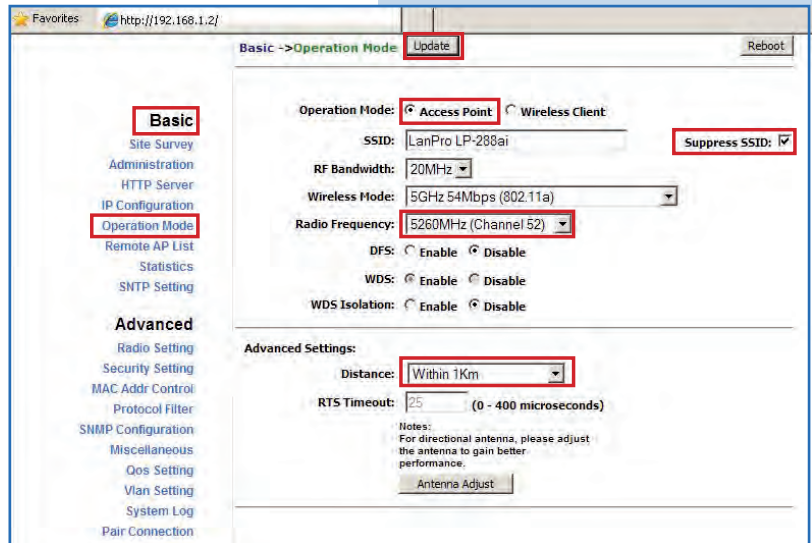 Favorites http://192.168.1.2/
Basic ->Operation Mode Update Reboot
Basic
Site Survey
Administration
HTTP Server
IP Configuration
Operation Mode
Remote AP List
Statistics
SNTP Setting
Advanced
Radio Setting
Security Setting
MAC Addr Control
Protocol Filter
SNMP Configuration
Miscellaneous
Qos Setting
Vlan Setting
System Log
Pair Connection
Operation Mode: Access Point Wireless Client
SSID: LanPro LP-288ai Suppress SSID:
RF Bandwidth: 20MHz
Wireless Mode: 5GHz 54Mbps (802.11a)
Radio Frequency: 5260MHz (Channel 52)
DFS: Enable Disable
WDS: Enable Disable
WDS Isolation: Enable Disable
Advanced Settings:
Distance: Within 1Km
RTS Timeout: 25 (0 - 400 microseconds)
Notes:
For directional antenna, please adjust
the antenna to gain better
performance.
Antenna Adjust